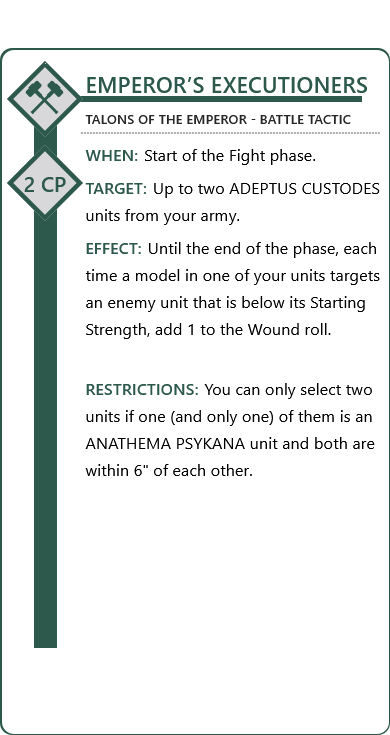 EMPEROR’S EXECUTIONERS
TALONS OF THE EMPEROR - BATTLE TACTIC
WHEN: Start of the Fight phase.
2 CP
TARGET: Up to two ADEPTUS CUSTODES
units from your army.
EFFECT: Until the end of the phase, each
time a model in one of your units targets
an enemy unit that is below its Starting
Strength, add 1 to the Wound roll.
RESTRICTIONS: You can only select two
units if one (and only one) of them is an
ANATHEMA PSYKANA unit and both are
within 6" of each other.